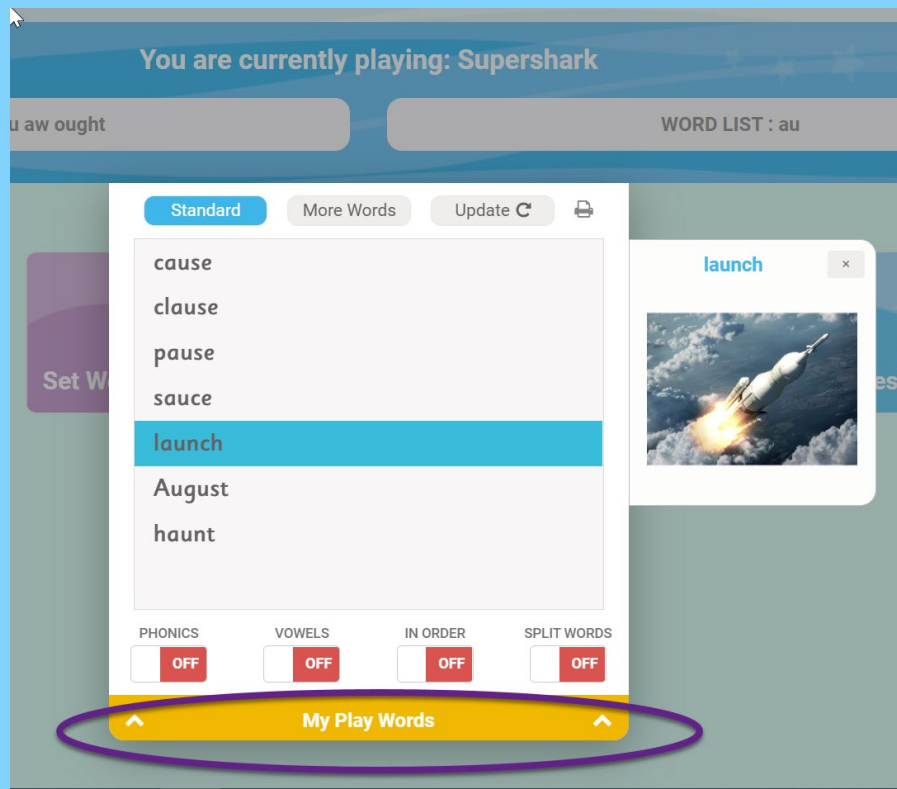 You are currently playing: Supershark
u aw ought
WORD LIST : au
Standard
More Words
Update
cause
clause
pause
sauce
launch
August
haunt
launch
×
Set W
es
PHONICS
VOWELS
IN ORDER
SPLIT WORDS
OFF
OFF
OFF
OFF
My Play Words